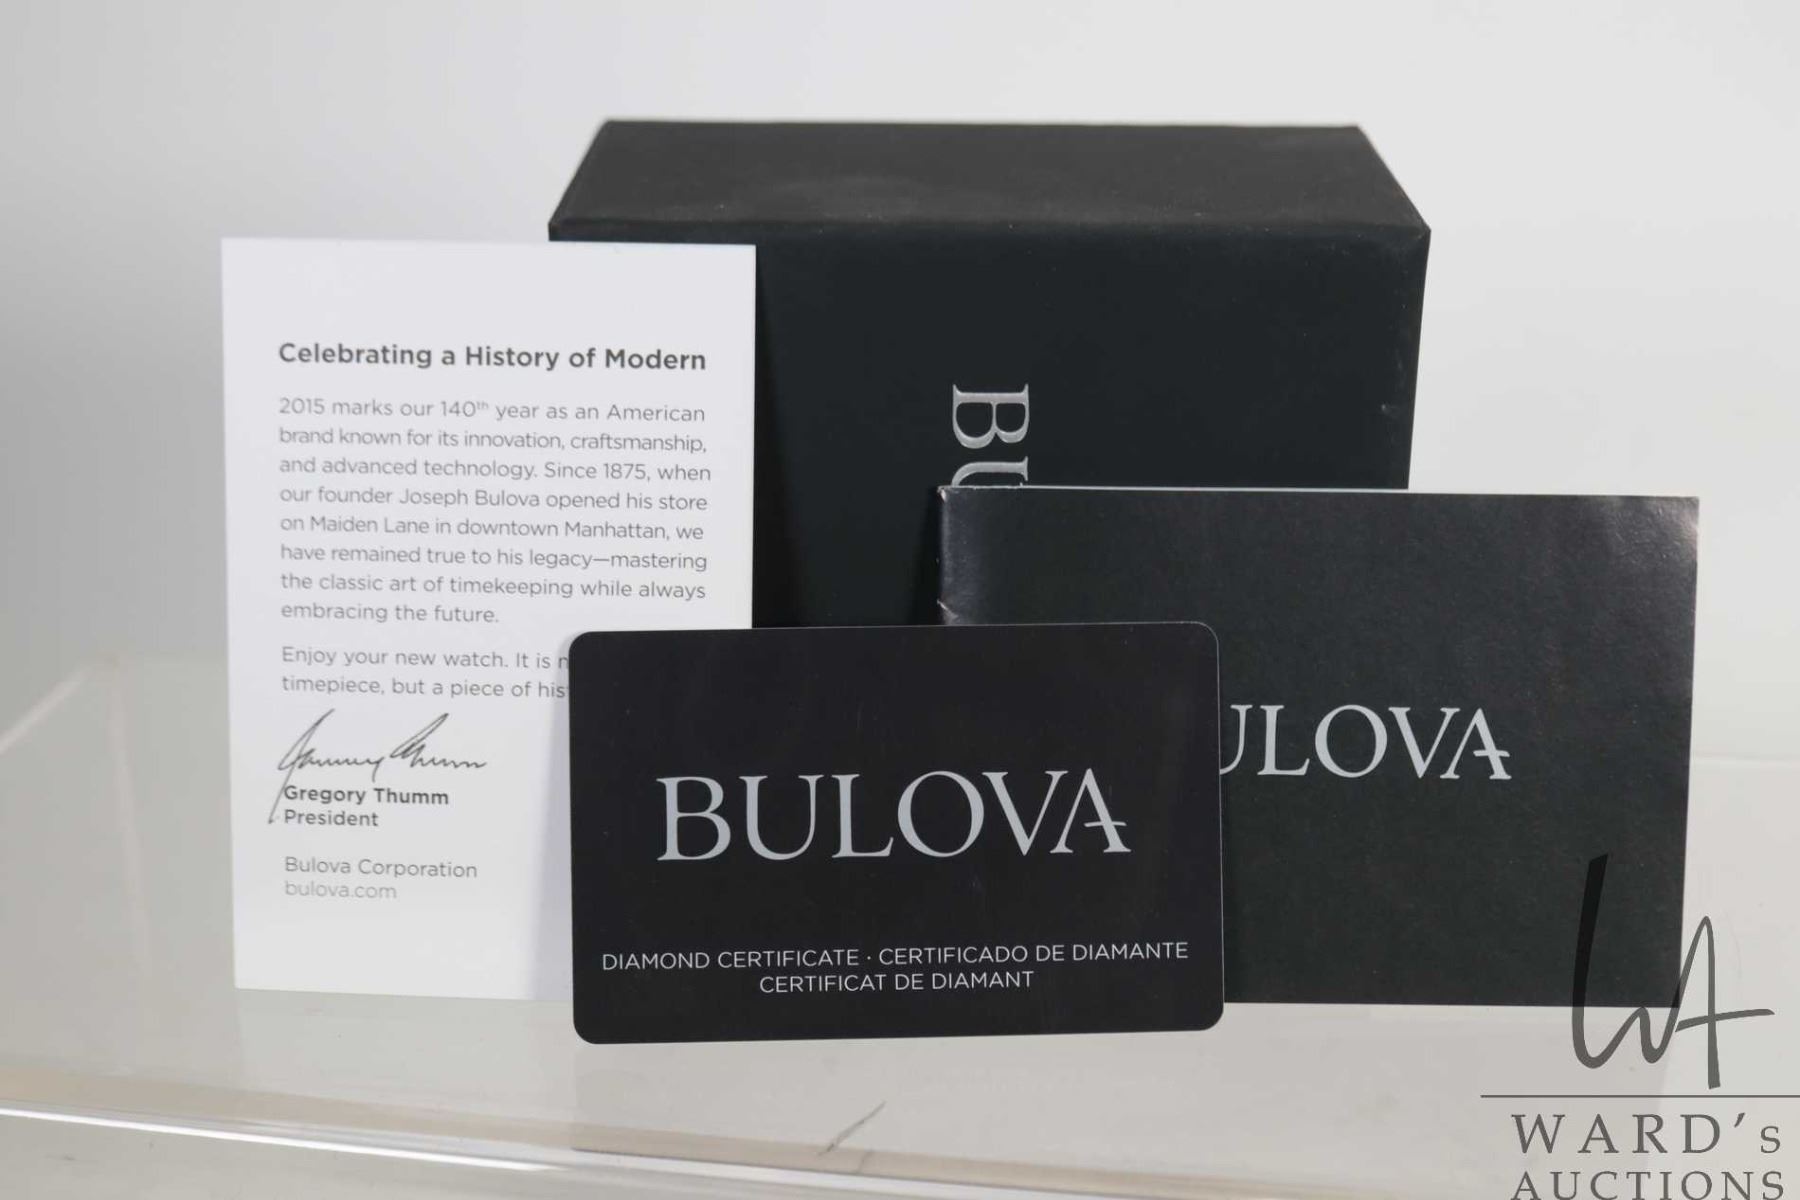 Celebrating a History of Modern
2015 marks our 140th year as an American
brand known for its innovation, craftsmanship,
and advanced technology. Since 1875, when
our founder Joseph Bulova opened his store
on Maiden Lane in downtown Manhattan, we
have remained true to his legacy—mastering
the classic art of timekeeping while always
embracing the future.
Enjoy your new watch. It is
timepiece, but a piece of
Gregory Thumm
President
Bulova Corporation
bulova.com
BU
ULOVA
BULOVA
DIAMOND CERTIFICATE · CERTIFICADO DE DIAMANTE
CERTIFICAT DE DIAMANT
WA
WARD's
AUCTIONS